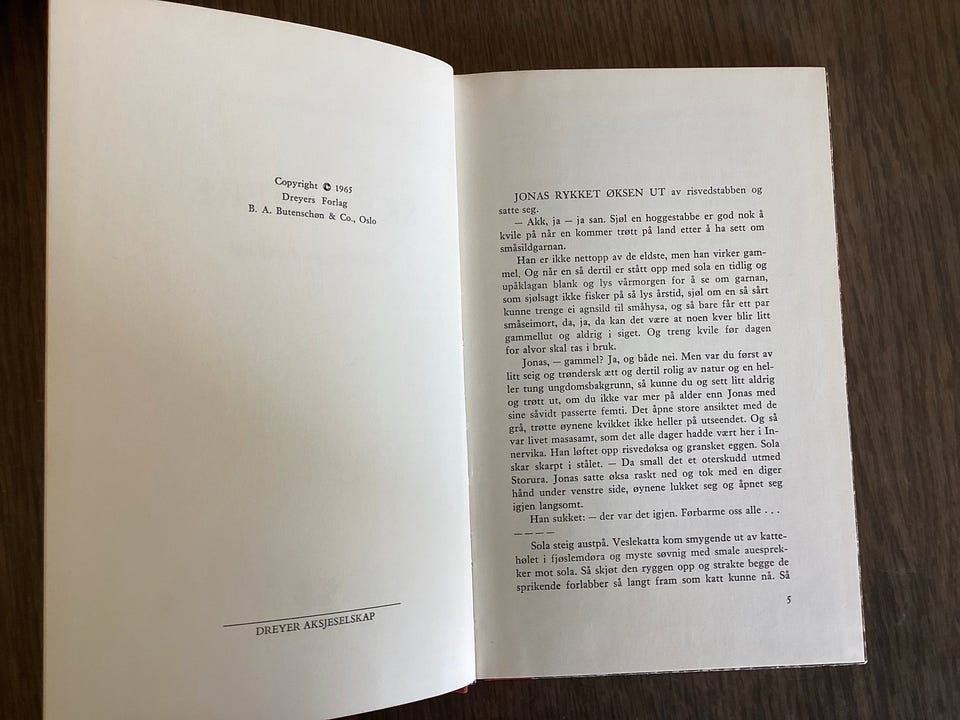 Copyright © 1965
Dreyers Forlag
B. A. Butenschøn & Co., Oslo
DREYER AKSJESELSKAP
JONAS RYKKET ØKSEN UT av risvedstabben og
satte seg.
— Akk, ja — ja san. Sjøl en hoggestabbe er god nok å
kvile på når en kommer trøtt på land etter å ha sett om
småsildgarnan.
Han er ikke nettopp av de eldste, men han virker gam-
mel. Og når en så dertil er stått opp med sola en tidlig og
upåklagan blank og lys vårmorgen for å se om garnan,
som sjølsagt ikke fisker på så lys årstid, sjøl om en så sårt
kunne trenge ei agnsild til småhysa, og så bare får ett par
småseimort, da, ja, da kan det være at noen kver blir litt
gammellut og aldrig i siget. Og treng kvile før dagen
for alvor skal tas i bruk.
Jonas, — gammel? Ja, og både nei. Men var du først av
litt seig og trøndersk ætt og dertil rolig av natur og en hel-
ler tung ungdomsbakgrunn, så kunne du og sett litt aldrig
og trøtt ut, om du ikke var mer på alder enn Jonas med
sine såvidt passerte femti. Det åpne store ansiktet med de
grå, trøtte øynene kvikket ikke heller på utseendet. Og så
var livet masasamt, som det alle dager hadde vært her i In-
nervika. Han løftet opp risvedøksa og gransket eggen. Sola
skar skarpt i stålet. — Da small det et oterskudd utmed
Storura. Jonas satte øksa raskt ned og tok med en diger
hånd under venstre side, øynene lukket seg og åpnet seg
igjen langsomt.
Han sukket: — der var det igjen. Førbarme oss alle . . .
— — — —
Sola steig austpå. Veslekatta kom smygende ut av katte-
hølet i fjøslemdøra og myste søvnig med smale auesprek-
ker mot sola. Så skjøt den ryggen opp og strakte begge de
sprikende forlabber så langt fram som katt kunne nå. Så
5